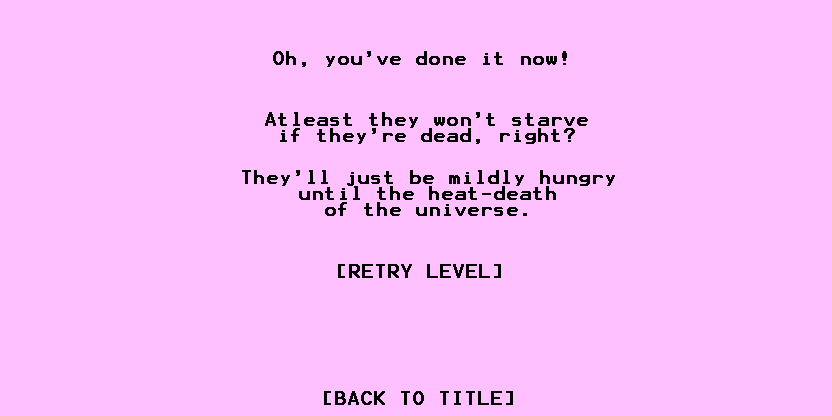 Oh, you've done it now!
Atleast they won't starve
if they're dead, right?
They'll just be mildly hungry
until the heat-death
of the universe.
[RETRY LEVEL]
[BACK TO TITLE]